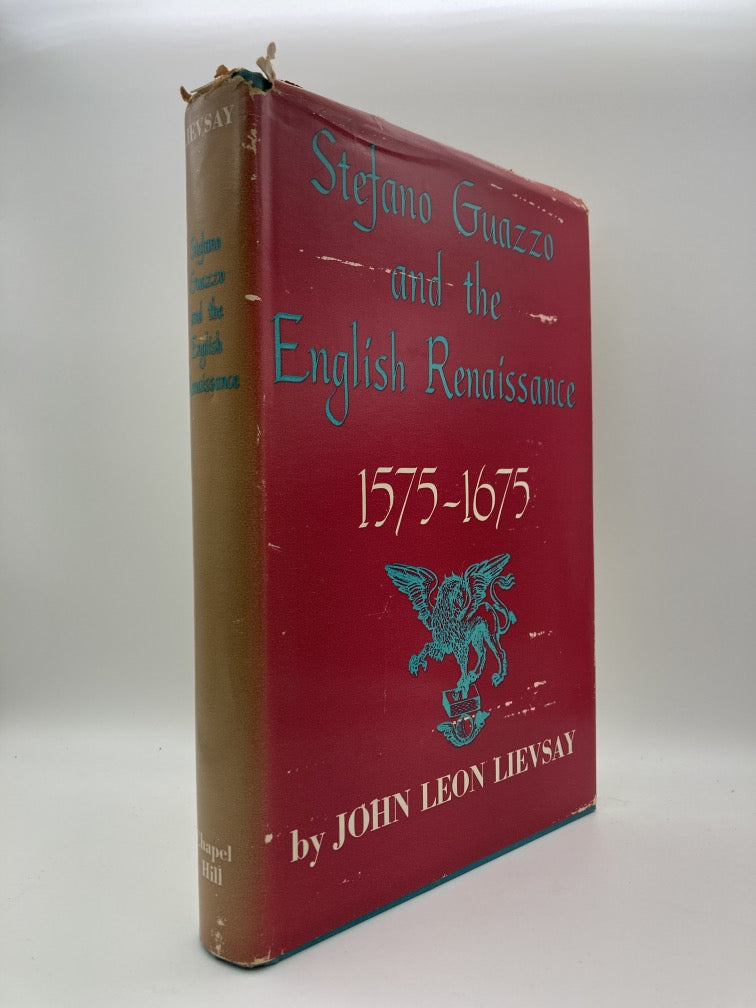 LIEVSAY
Stefano
Guazzo
and the
English
Renaissance
Chapel
Hill
Stefano Guazzo
and the
English Renaissance
1575-1675
by JOHN LEON LIEVSAY